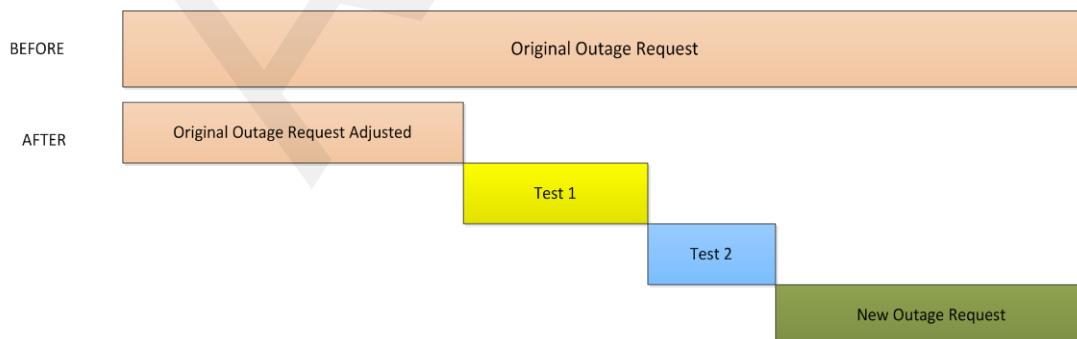 BEFORE
Original Outage Request
AFTER
Original Outage Request Adjusted
Test 1
Test 2
New Outage Request